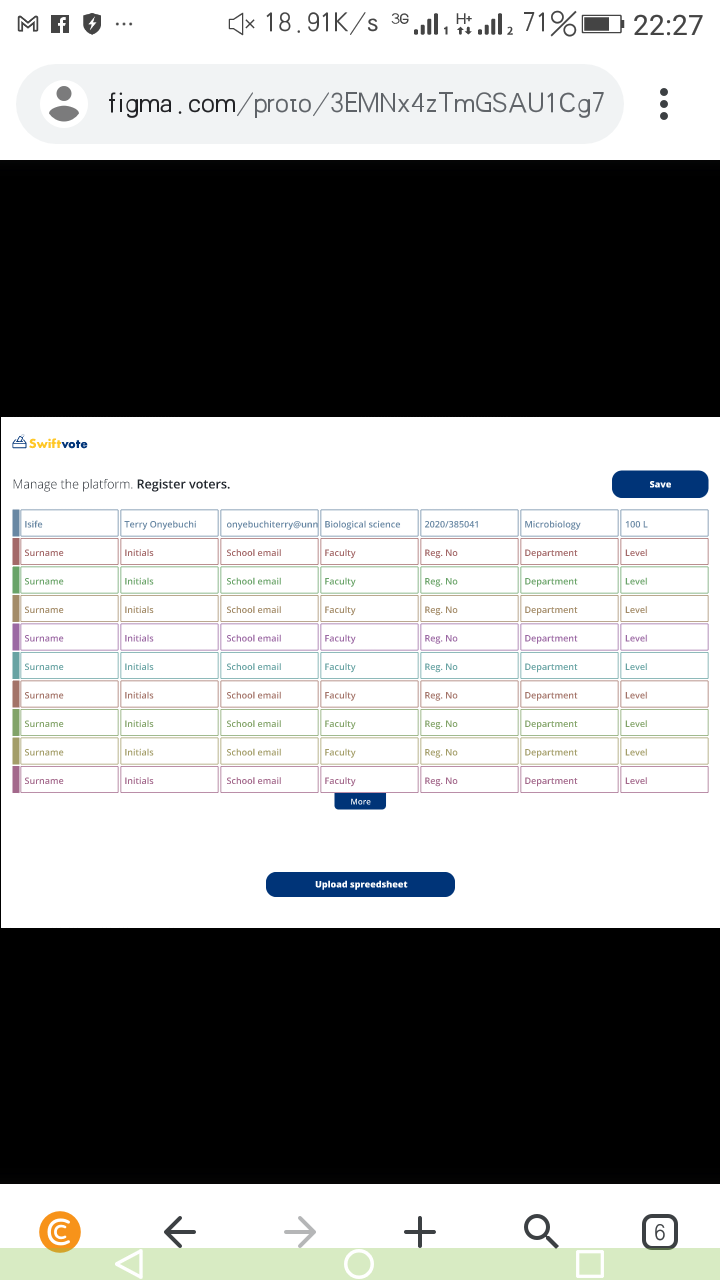 18.91K/s 3G 1 H+ 2 71% 22:27
figma.com/proto/3EMNx4zTmGSAU1Cg7
Swiftvote
Manage the platform. Register voters.
Save
Isife Terry Onyebuchi onyebuchiterry@unn Biological science 2020/385041 Microbiology 100 L
Surname Initials School email Faculty Reg. No Department Level
Surname Initials School email Faculty Reg. No Department Level
Surname Initials School email Faculty Reg. No Department Level
Surname Initials School email Faculty Reg. No Department Level
Surname Initials School email Faculty Reg. No Department Level
Surname Initials School email Faculty Reg. No Department Level
Surname Initials School email Faculty Reg. No Department Level
Surname Initials School email Faculty Reg. No Department Level
Surname Initials School email Faculty Reg. No Department Level
More
Upload spreedsheet
6